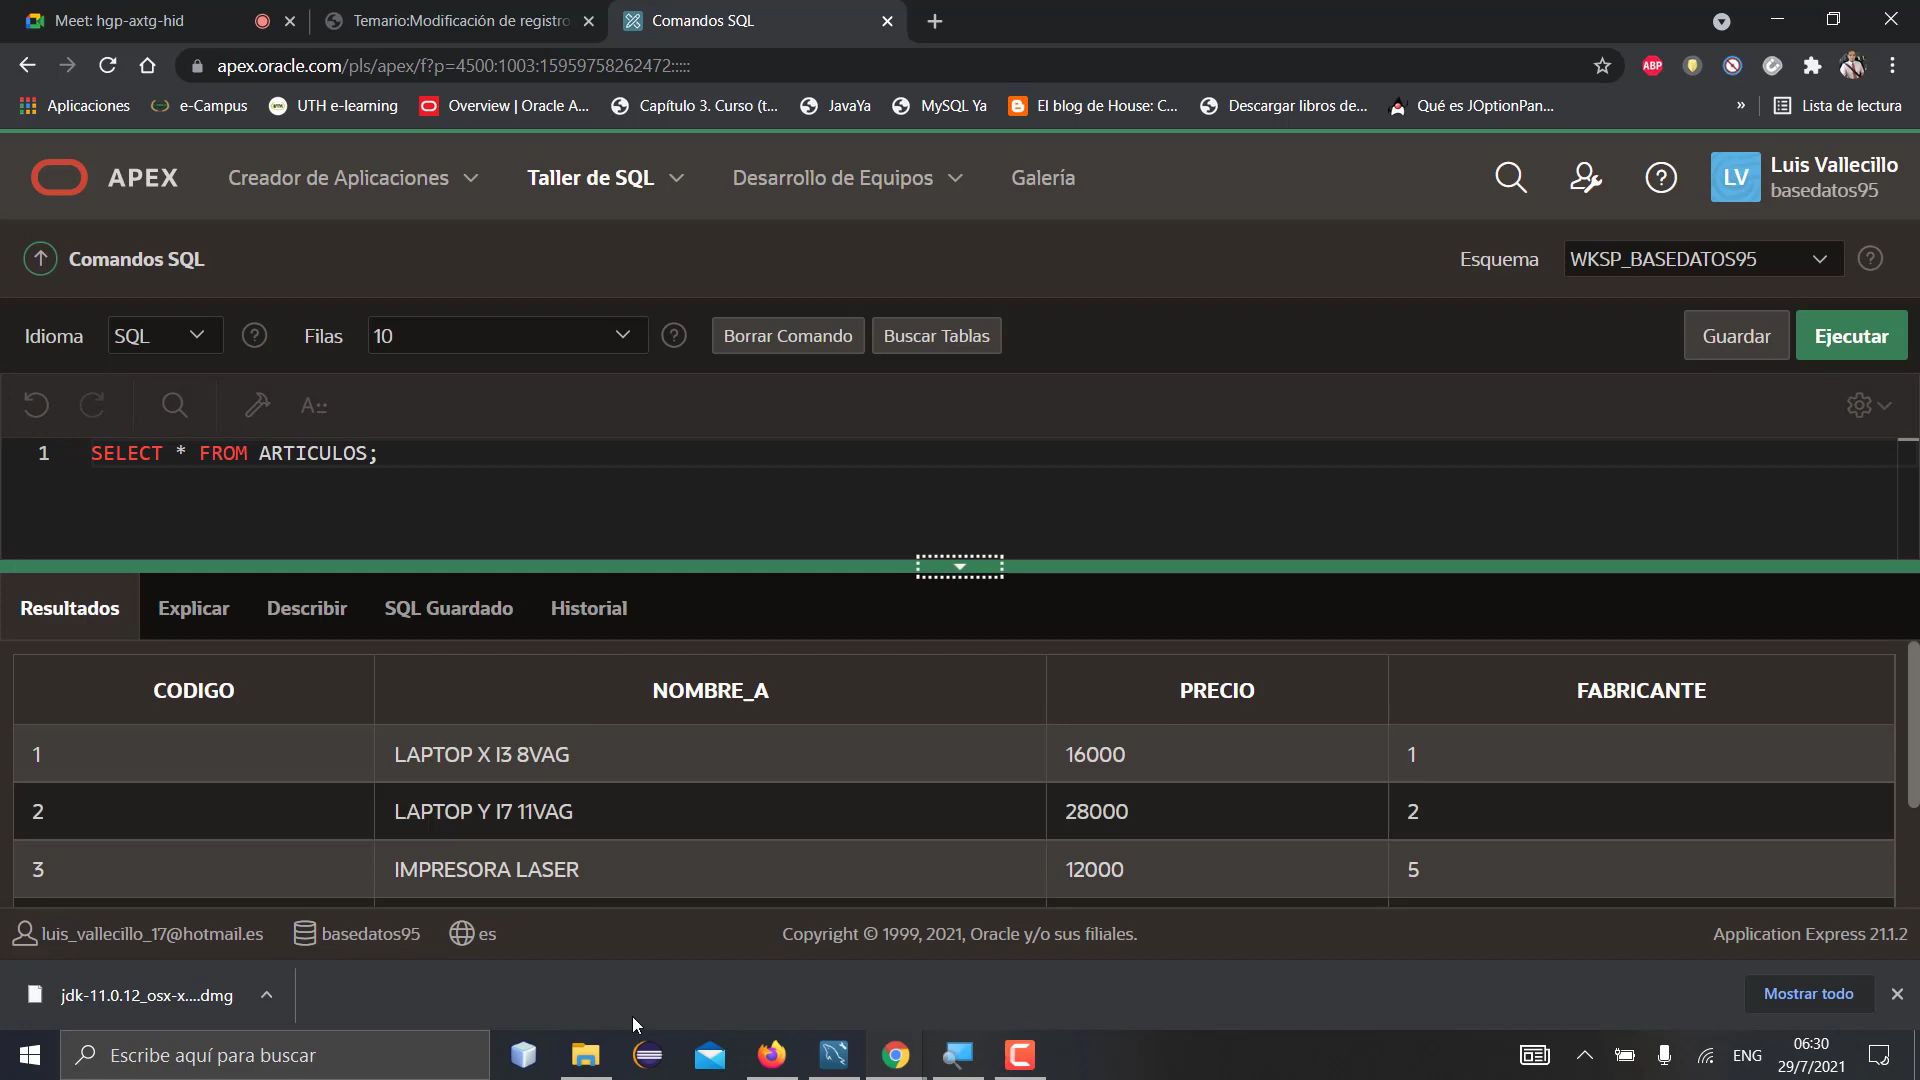 Meet: hgp-axtg-hid
Temario:Modificación de registro
Comandos SQL
apex.oracle.com/pls/apex/f?p=4500:1003:15959758262472:::::
ABP
Aplicaciones
e-Campus
UTH e-learning
Overview | Oracle A...
Capítulo 3. Curso (t...
JavaYa
MySQL Ya
El blog de House: C...
Descargar libros de...
Qué es JOptionPan...
»
Lista de lectura
APEX
Creador de Aplicaciones
Taller de SQL
Desarrollo de Equipos
Galería
LV
Luis Vallecillo
basedatos95
Comandos SQL
Esquema
WKSP_BASEDATOS95
Idioma
SQL
Filas
10
Borrar Comando
Buscar Tablas
Guardar
Ejecutar
1 SELECT * FROM ARTICULOS;
Resultados
Explicar
Describir
SQL Guardado
Historial
CODIGO NOMBRE_A PRECIO FABRICANTE
1 LAPTOP X I3 8VAG 16000 1
2 LAPTOP Y I7 11VAG 28000 2
3 IMPRESORA LASER 12000 5
luis_vallecillo_17@hotmail.es
basedatos95
es
Copyright © 1999, 2021, Oracle y/o sus filiales.
Application Express 21.1.2
jdk-11.0.12_osx-x....dmg
Mostrar todo
Escribe aquí para buscar
ENG
06:30
29/7/2021